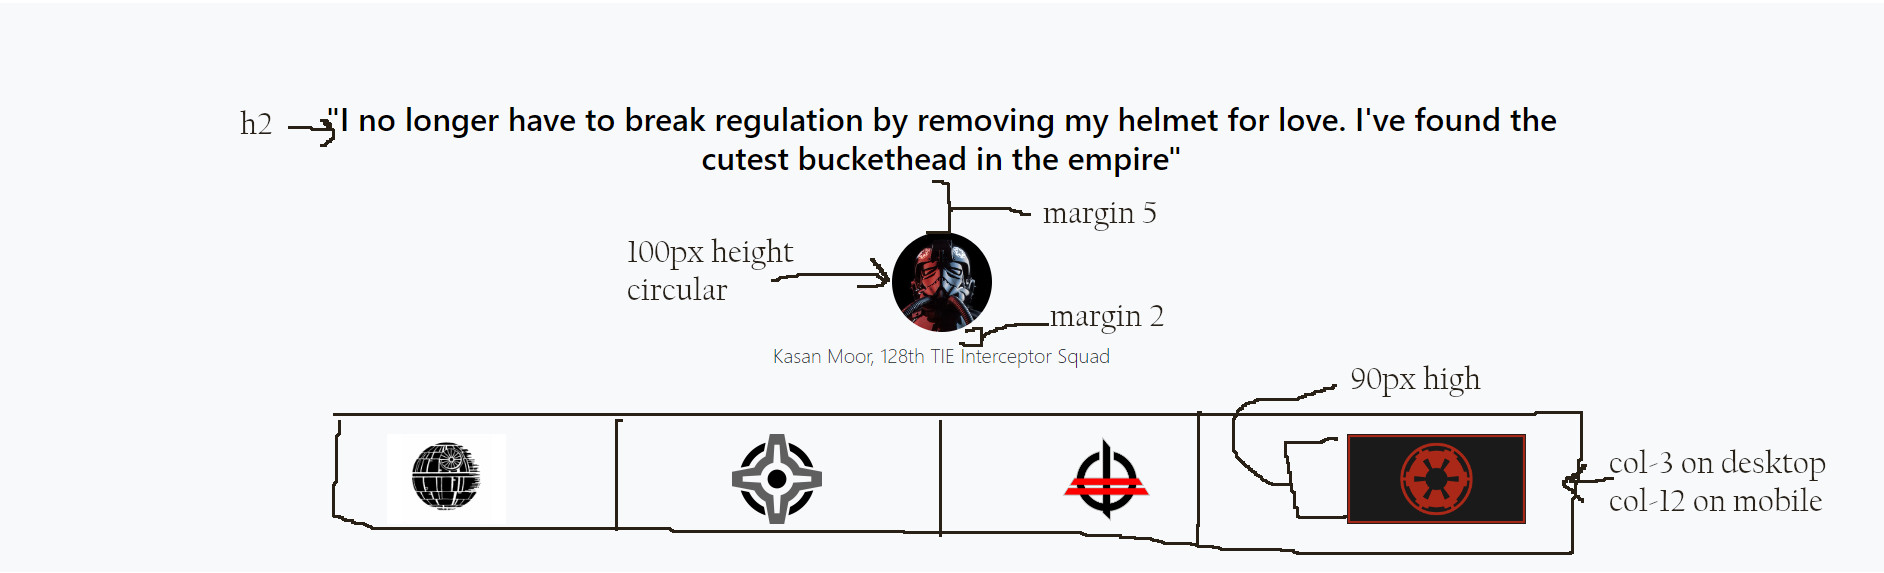 h2
"I no longer have to break regulation by removing my helmet for love. I've found the
cutest buckethead in the empire"
margin 5
100px height
circular
margin 2
Kasan Moor, 128th TIE Interceptor Squad
90px high
col-3 on desktop
col-12 on mobile